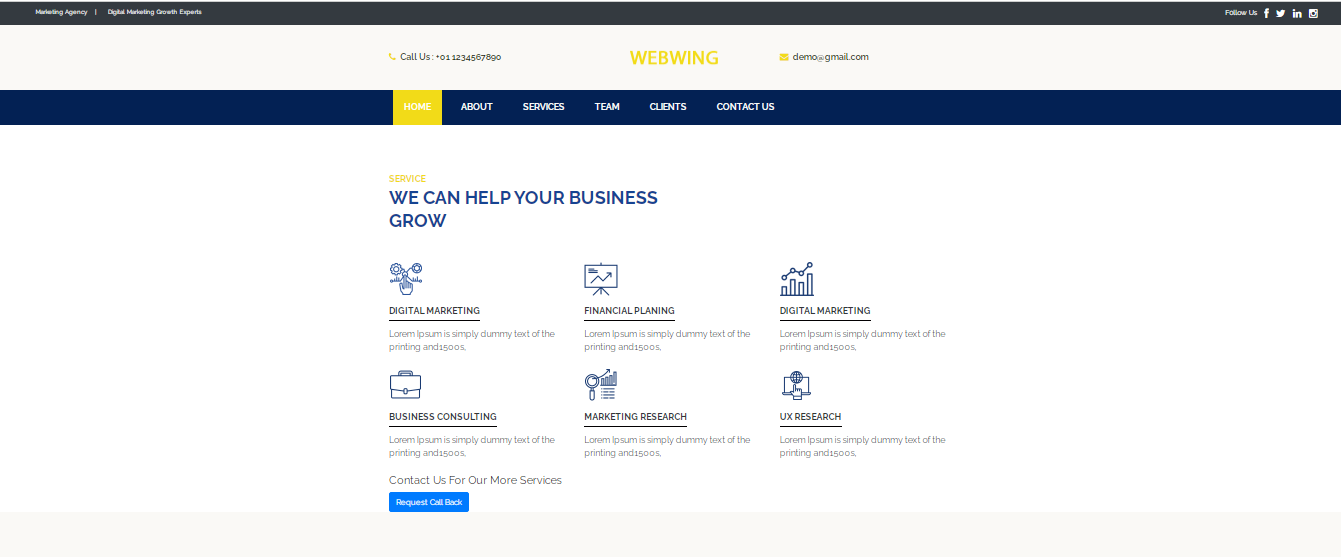 Marketing Agency | Digital Marketing Growth Experts Follow Us
Call Us : +01 1234567890 WEBWING demo@gmail.com
HOME ABOUT SERVICES TEAM CLIENTS CONTACT US
SERVICE
WE CAN HELP YOUR BUSINESS
GROW
DIGITAL MARKETING
Lorem Ipsum is simply dummy text of the
printing and1500s,
FINANCIAL PLANING
Lorem Ipsum is simply dummy text of the
printing and1500s,
DIGITAL MARKETING
Lorem Ipsum is simply dummy text of the
printing and1500s,
BUSINESS CONSULTING
Lorem Ipsum is simply dummy text of the
printing and1500s,
MARKETING RESEARCH
Lorem Ipsum is simply dummy text of the
printing and1500s,
UX RESEARCH
Lorem Ipsum is simply dummy text of the
printing and1500s,
Contact Us For Our More Services
Request Call Back